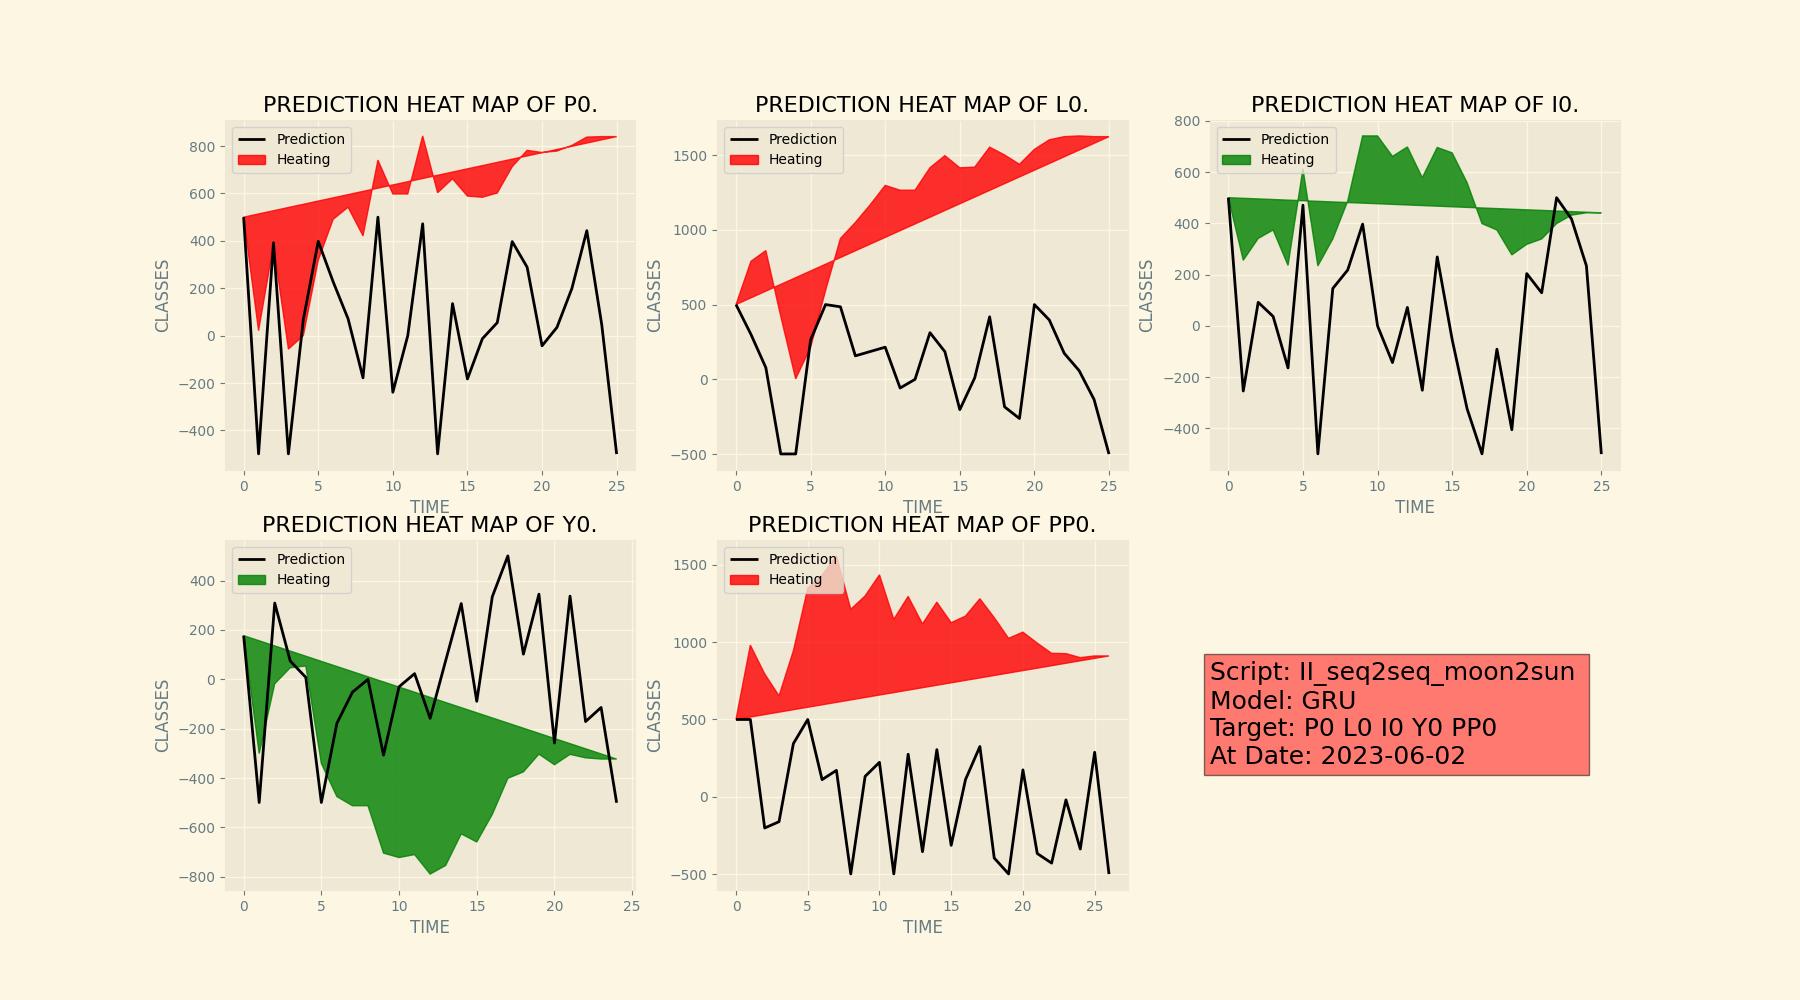 PREDICTION HEAT MAP OF P0.
Prediction
Heating
CLASSES
800
600
400
200
0
−200
−400
0 5 10 15 20 25
TIME
PREDICTION HEAT MAP OF L0.
Prediction
Heating
CLASSES
1500
1000
500
0
−500
0 5 10 15 20 25
TIME
PREDICTION HEAT MAP OF I0.
Prediction
Heating
CLASSES
800
600
400
200
0
−200
−400
0 5 10 15 20 25
TIME
PREDICTION HEAT MAP OF Y0.
Prediction
Heating
CLASSES
400
200
0
−200
−400
−600
−800
0 5 10 15 20 25
TIME
PREDICTION HEAT MAP OF PP0.
Prediction
Heating
CLASSES
1500
1000
500
0
−500
0 5 10 15 20 25
TIME
Script: II_seq2seq_moon2sun
Model: GRU
Target: P0 L0 I0 Y0 PP0
At Date: 2023-06-02